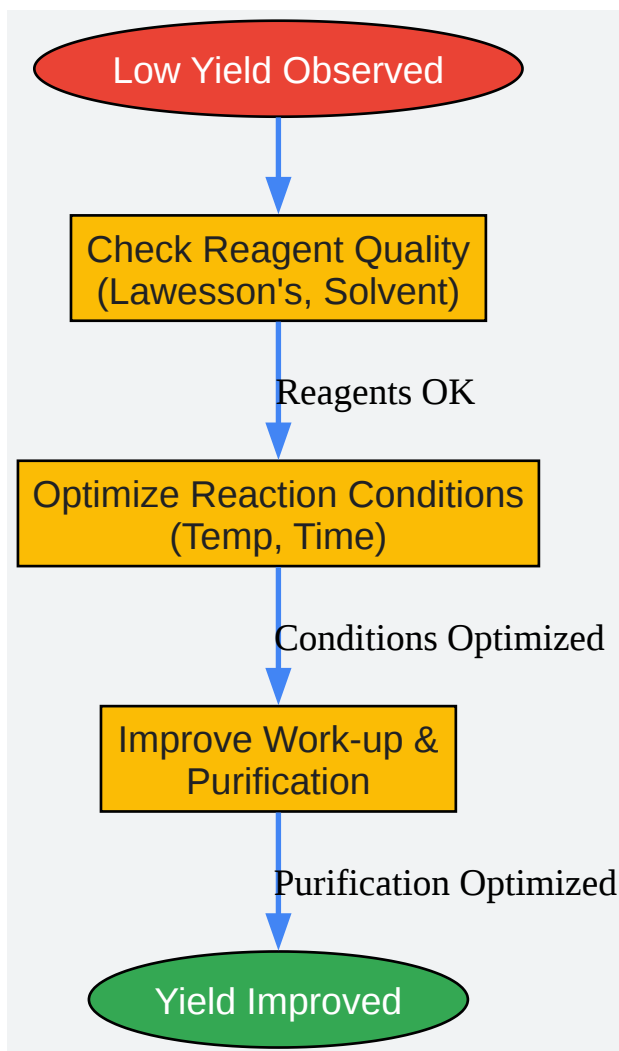 Low Yield Observed
Check Reagent Quality
(Lawesson's, Solvent)
Reagents OK
Optimize Reaction Conditions
(Temp, Time)
Conditions Optimized
Improve Work-up &
Purification
Purification Optimized
Yield Improved